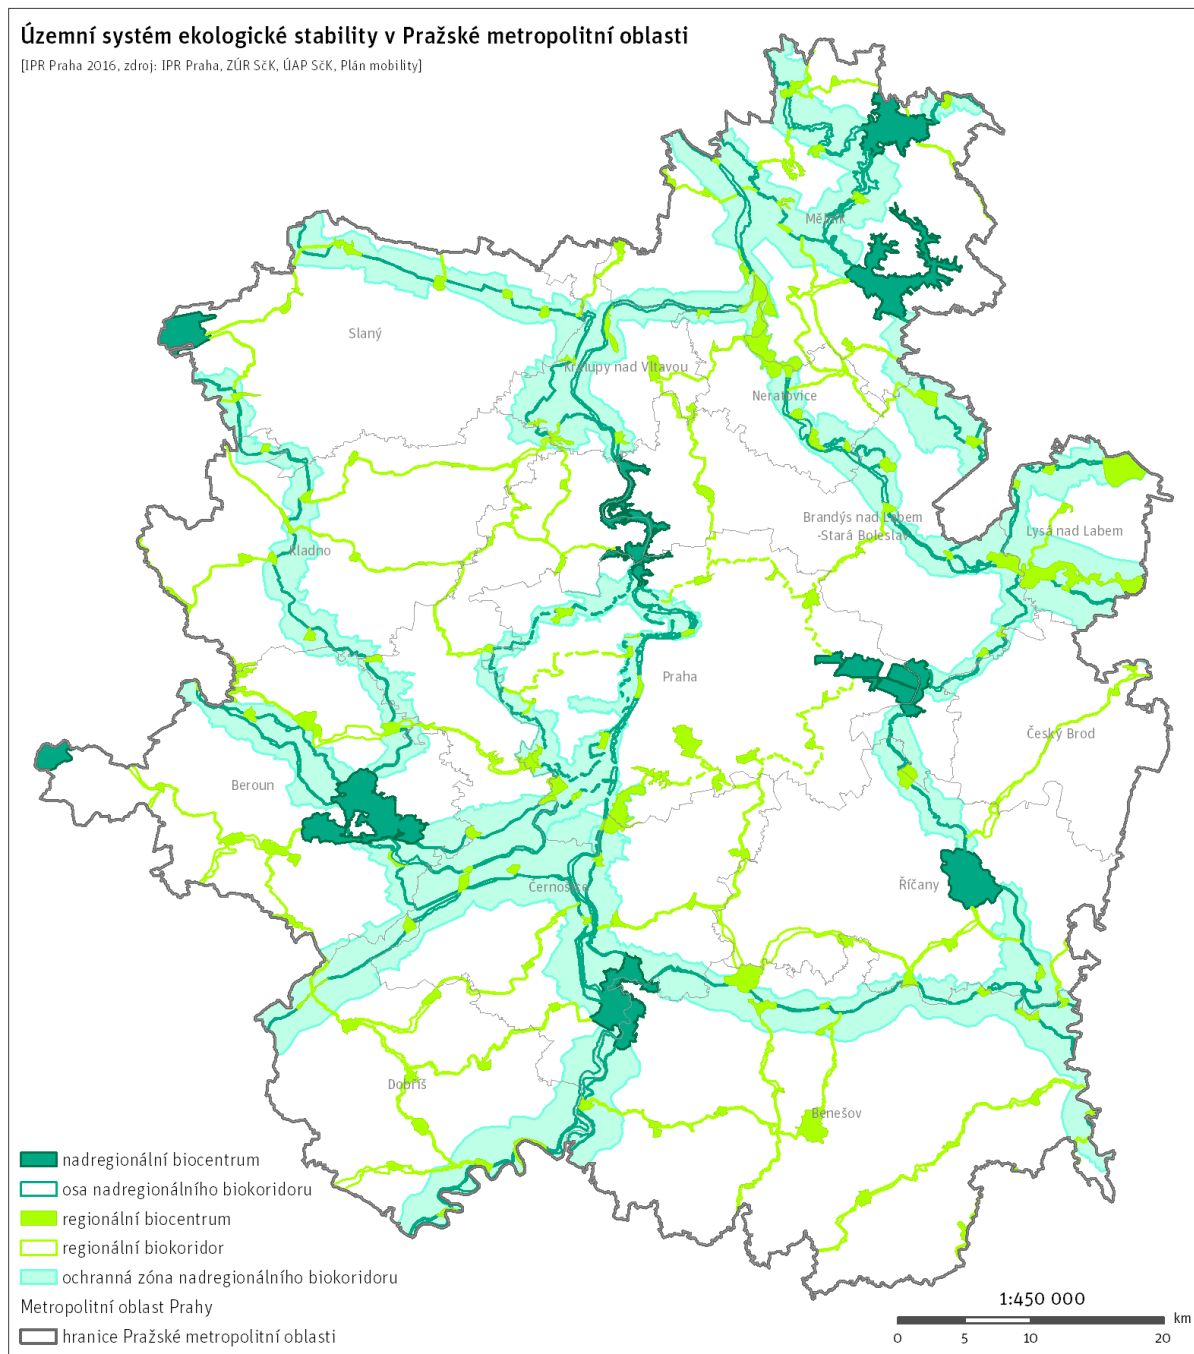 Územní systém ekologické stability v Pražské metropolitní oblasti
[IPR Praha 2016, zdroj: IPR Praha, ZÚR SčK, ÚAP SčK, Plán mobility]
Mělník
Slaný
Kralupy nad Vltavou
Neratovice
Brandýs nad Labem
-Stará Boleslav
Lysá nad Labem
Kladno
Praha
Český Brod
Beroun
Černošice
Říčany
Dobříš
Benešov
nadregionální biocentrum
osa nadregionálního biokoridoru
regionální biocentrum
regionální biokoridor
ochranná zóna nadregionálního biokoridoru
Metropolitní oblast Prahy
hranice Pražské metropolitní oblasti
1:450 000
km
0 5 10 20